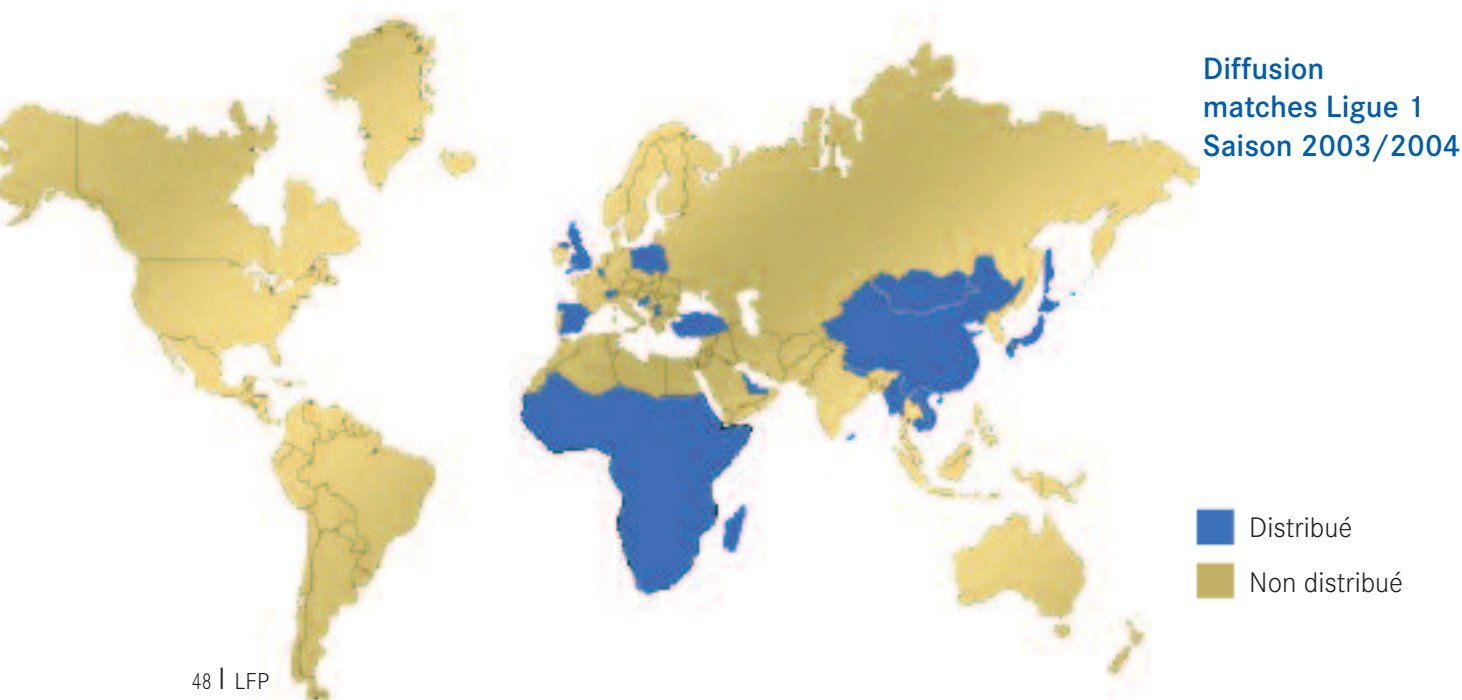 Diffusion
matches Ligue 1
Saison 2003/2004
Distribué
Non distribué
48 | LFP